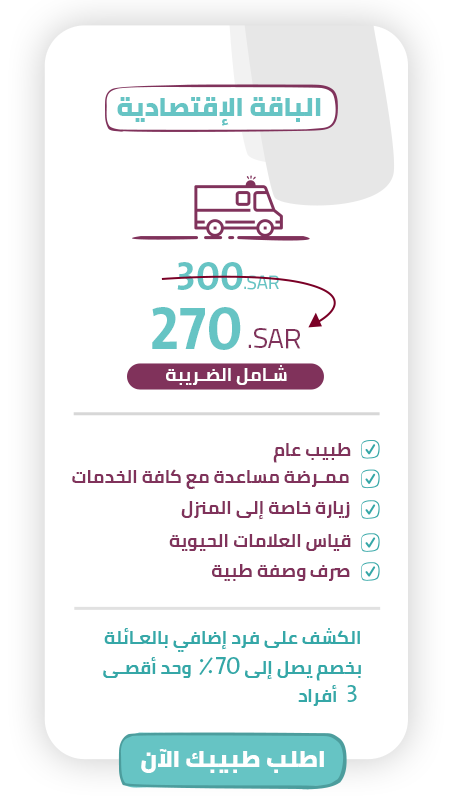 الباقة الإقتصادية
300.SAR
270.SAR
شامل الضريبة
طبيب عام
ممرضة مساعدة مع كافة الخدمات
زيارة خاصة إلى المنزل
قياس العلامات الحيوية
صرف وصفة طبية
الكشف على فرد إضافي بالعائلة
بخصم يصل إلى 70٪ وحد أقصى
3 أفراد
اطلب طبيبك الآن